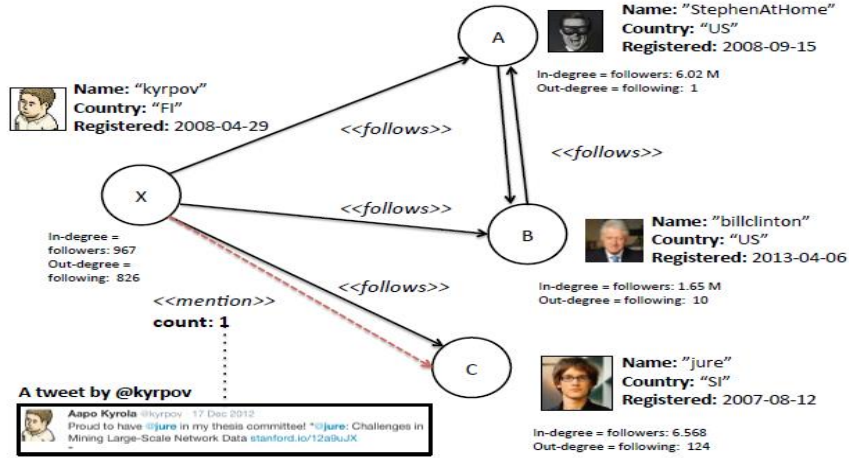 A
Name: "StephenAtHome"
Country: "US"
Registered: 2008-09-15
In-degree = followers: 6.02 M
Out-degree = following: 1
Name: "kyrpov"
Country: "FI"
Registered: 2008-04-29
<<follows>>
<<follows>>
X
<<follows>>
B
Name: "billclinton"
Country: "US"
Registered: 2013-04-06
In-degree =
followers: 967
Out-degree =
following: 826
In-degree = followers: 1.65 M
Out-degree = following: 10
<<follows>>
<<mention>>
count: 1
C
Name: "jure"
Country: "SI"
Registered: 2007-08-12
In-degree = followers: 6.568
Out-degree = following: 124
A tweet by @kyrpov
Aapo Kyrola @kyrpov · 17 Dec 2012
Proud to have @jure in my thesis committee! "@jure: Challenges in
Mining Large-Scale Network Data stanford.io/12a9uJX
"